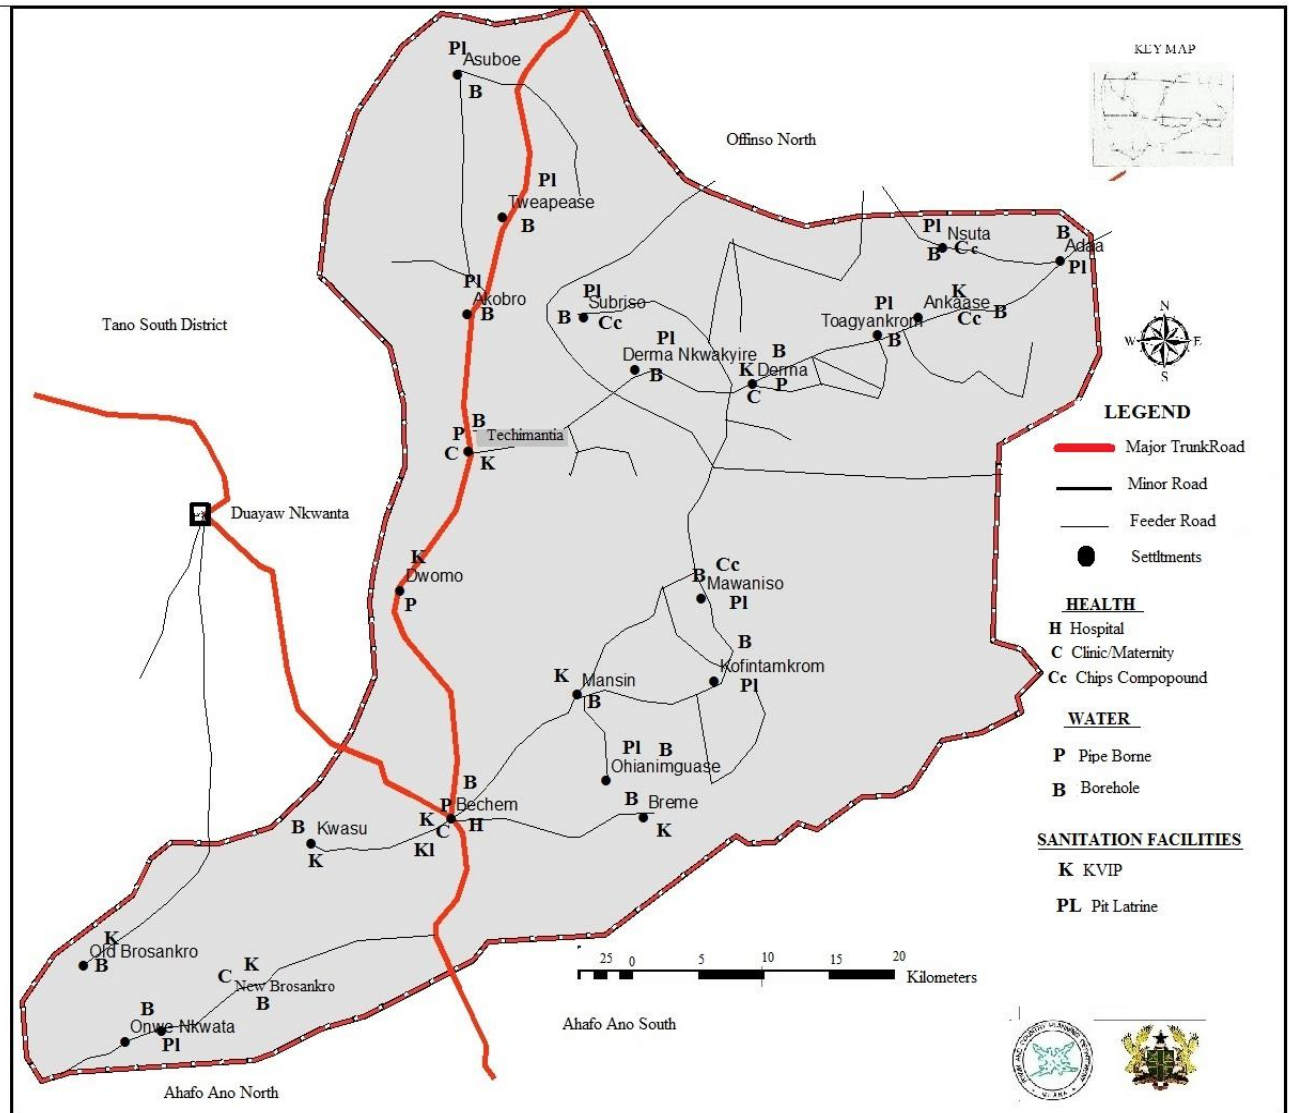 KEY MAP
Pl
Asuboe
B
Offinso North
Pl
Tweapease
B
Pl
Nsuta
B
Cc
B
Adaa
Pl
Pl
Akobro
B
Pl
Subriso
B
Cc
Pl
Toagyankrom
B
K
Ankaase
Cc
B
Tano South District
Pl
Derma Nkwakyire
B
B
K
Derma
P
C
N
W
E
S
B
P
Techimantia
C
K
LEGEND
Major TrunkRoad
Minor Road
Feeder Road
Settltments
Duayaw Nkwanta
K
Dwomo
P
Cc
B
Mawaniso
Pl
B
Kofintamkrom
Pl
K
Mansin
B
Pl
B
Ohianimguase
B
Breme
K
B
P
Bechem
K
C
H
Kl
B
Kwasu
K
HEALTH
H Hospital
C Clinic/Maternity
Cc Chips Compopound
WATER
P Pipe Borne
B Borehole
SANITATION FACILITIES
K KVIP
PL Pit Latrine
K
Old Brosankro
B
K
C
New Brosankro
B
B
Onwe Nkwata
Pl
25 0 5 10 15 20
Kilometers
Ahafo Ano South
Ahafo Ano North